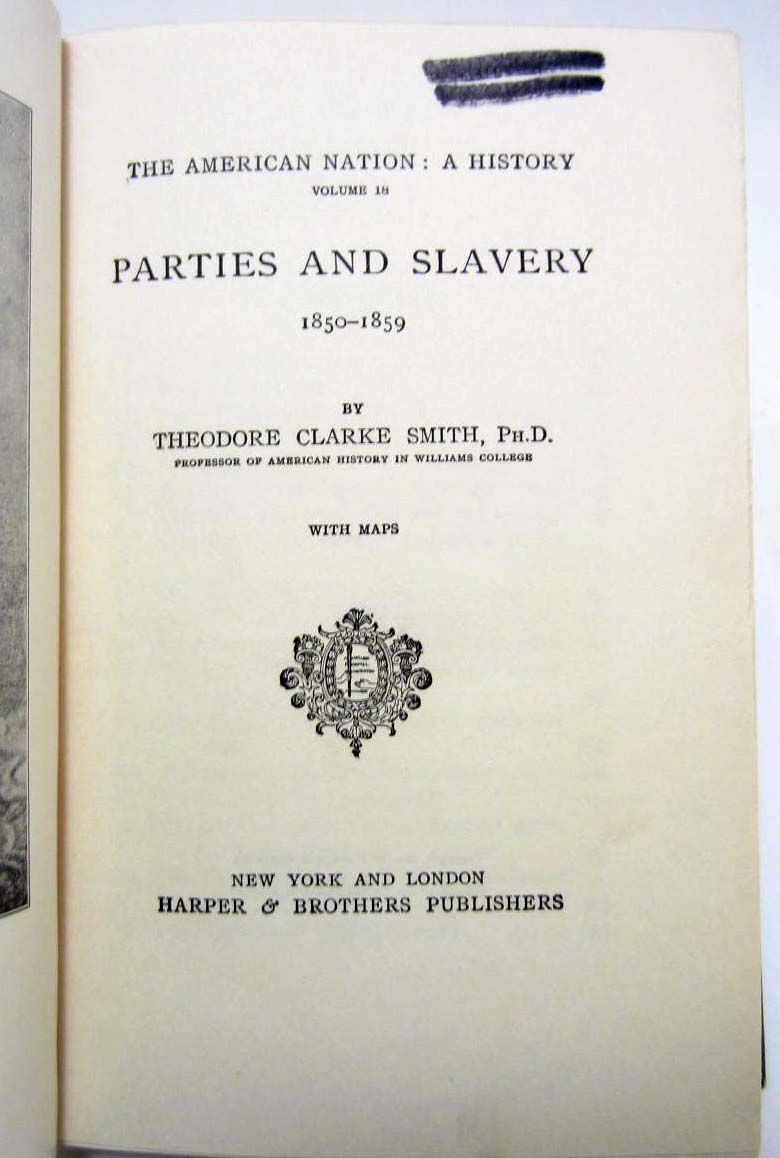 THE AMERICAN NATION: A HISTORY
VOLUME 18
PARTIES AND SLAVERY
1850–1859
BY
THEODORE CLARKE SMITH, PH.D.
PROFESSOR OF AMERICAN HISTORY IN WILLIAMS COLLEGE
WITH MAPS
NEW YORK AND LONDON
HARPER & BROTHERS PUBLISHERS